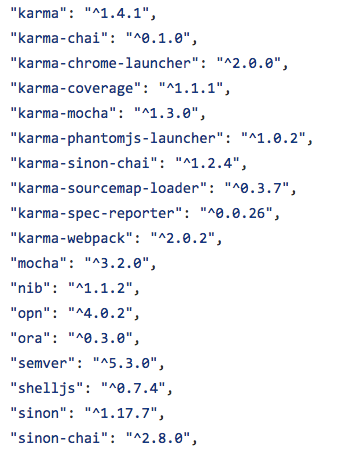 "karma": "^1.4.1",
"karma-chai": "^0.1.0",
"karma-chrome-launcher": "^2.0.0",
"karma-coverage": "^1.1.1",
"karma-mocha": "^1.3.0",
"karma-phantomjs-launcher": "^1.0.2",
"karma-sinon-chai": "^1.2.4",
"karma-sourcemap-loader": "^0.3.7",
"karma-spec-reporter": "^0.0.26",
"karma-webpack": "^2.0.2",
"mocha": "^3.2.0",
"nib": "^1.1.2",
"opn": "^4.0.2",
"ora": "^0.3.0",
"semver": "^5.3.0",
"shelljs": "^0.7.4",
"sinon": "^1.17.7",
"sinon-chai": "^2.8.0",